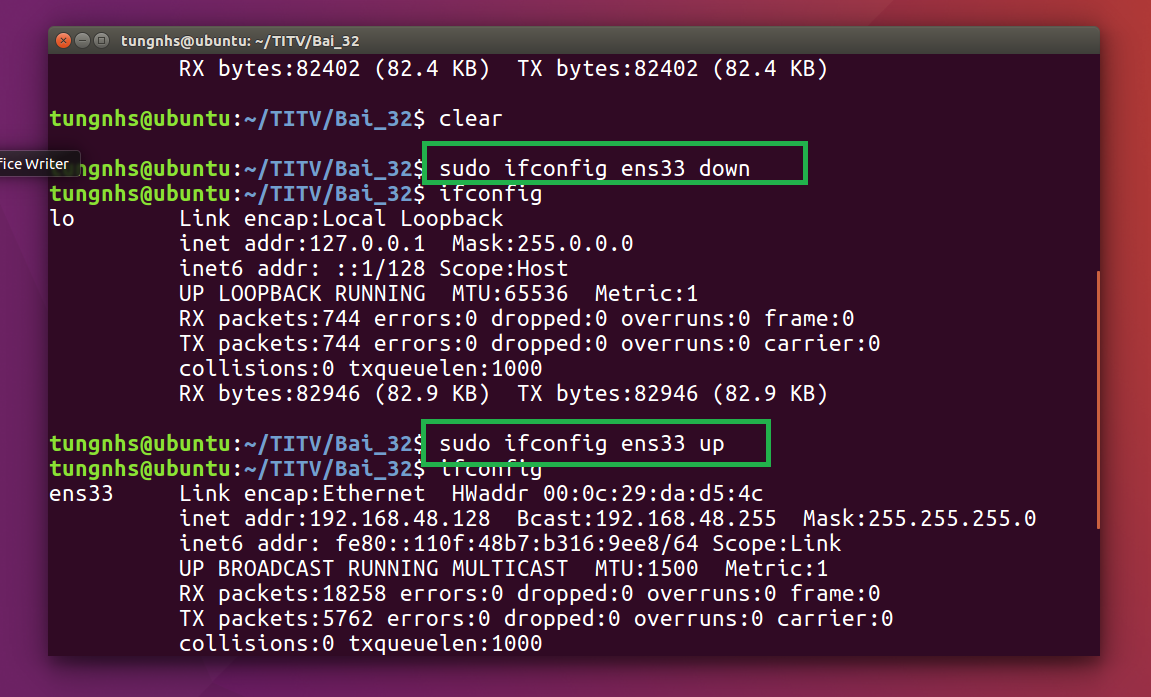 tungnhs@ubuntu: ~/TITV/Bai_32
RX bytes:82402 (82.4 KB)  TX bytes:82402 (82.4 KB)
tungnhs@ubuntu:~/TITV/Bai_32$ clear
fice Writer
tungnhs@ubuntu:~/TITV/Bai_32$ sudo ifconfig ens33 down
tungnhs@ubuntu:~/TITV/Bai_32$ ifconfig
lo        Link encap:Local Loopback
inet addr:127.0.0.1  Mask:255.0.0.0
inet6 addr: ::1/128 Scope:Host
UP LOOPBACK RUNNING  MTU:65536  Metric:1
RX packets:744 errors:0 dropped:0 overruns:0 frame:0
TX packets:744 errors:0 dropped:0 overruns:0 carrier:0
collisions:0 txqueuelen:1000
RX bytes:82946 (82.9 KB)  TX bytes:82946 (82.9 KB)
tungnhs@ubuntu:~/TITV/Bai_32$ sudo ifconfig ens33 up
tungnhs@ubuntu:~/TITV/Bai_32$ ifconfig
ens33     Link encap:Ethernet  HWaddr 00:0c:29:da:d5:4c
inet addr:192.168.48.128  Bcast:192.168.48.255  Mask:255.255.255.0
inet6 addr: fe80::110f:48b7:b316:9ee8/64 Scope:Link
UP BROADCAST RUNNING MULTICAST  MTU:1500  Metric:1
RX packets:18258 errors:0 dropped:0 overruns:0 frame:0
TX packets:5762 errors:0 dropped:0 overruns:0 carrier:0
collisions:0 txqueuelen:1000